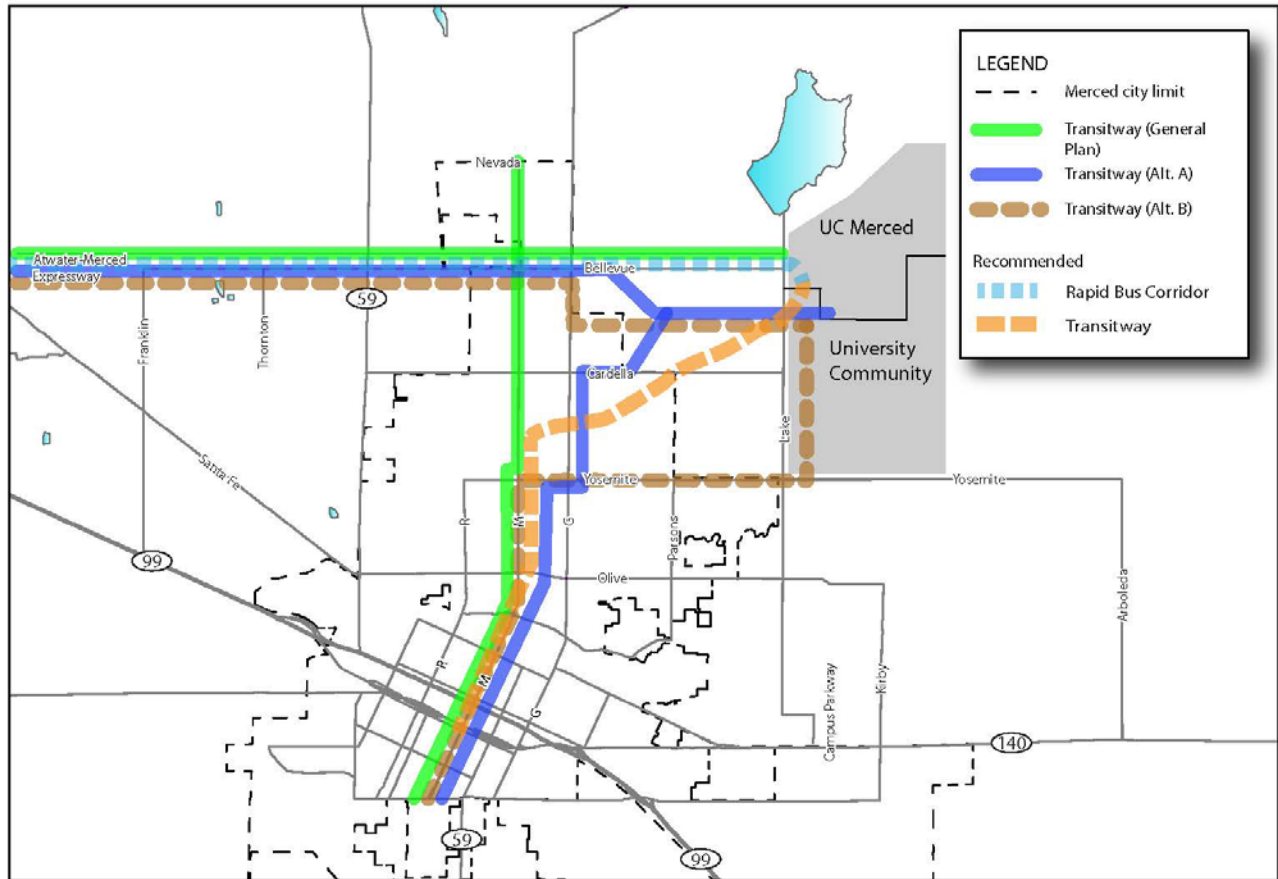 LEGEND
Merced city limit
Transitway (General
Plan)
Transitway (Alt. A)
Transitway (Alt. B)
Recommended
Rapid Bus Corridor
Transitway
Nevada
UC Merced
Atwater-Merced
Expressway
Bellevue
59
Franklin
Thornton
University
Community
Cardella
Lake
Santa Fe
Yosemite
Yosemite
R
M
G
Parsons
99
Olive
Arboleda
R
M
G
Kirby
Campus Parkway
140
59
99